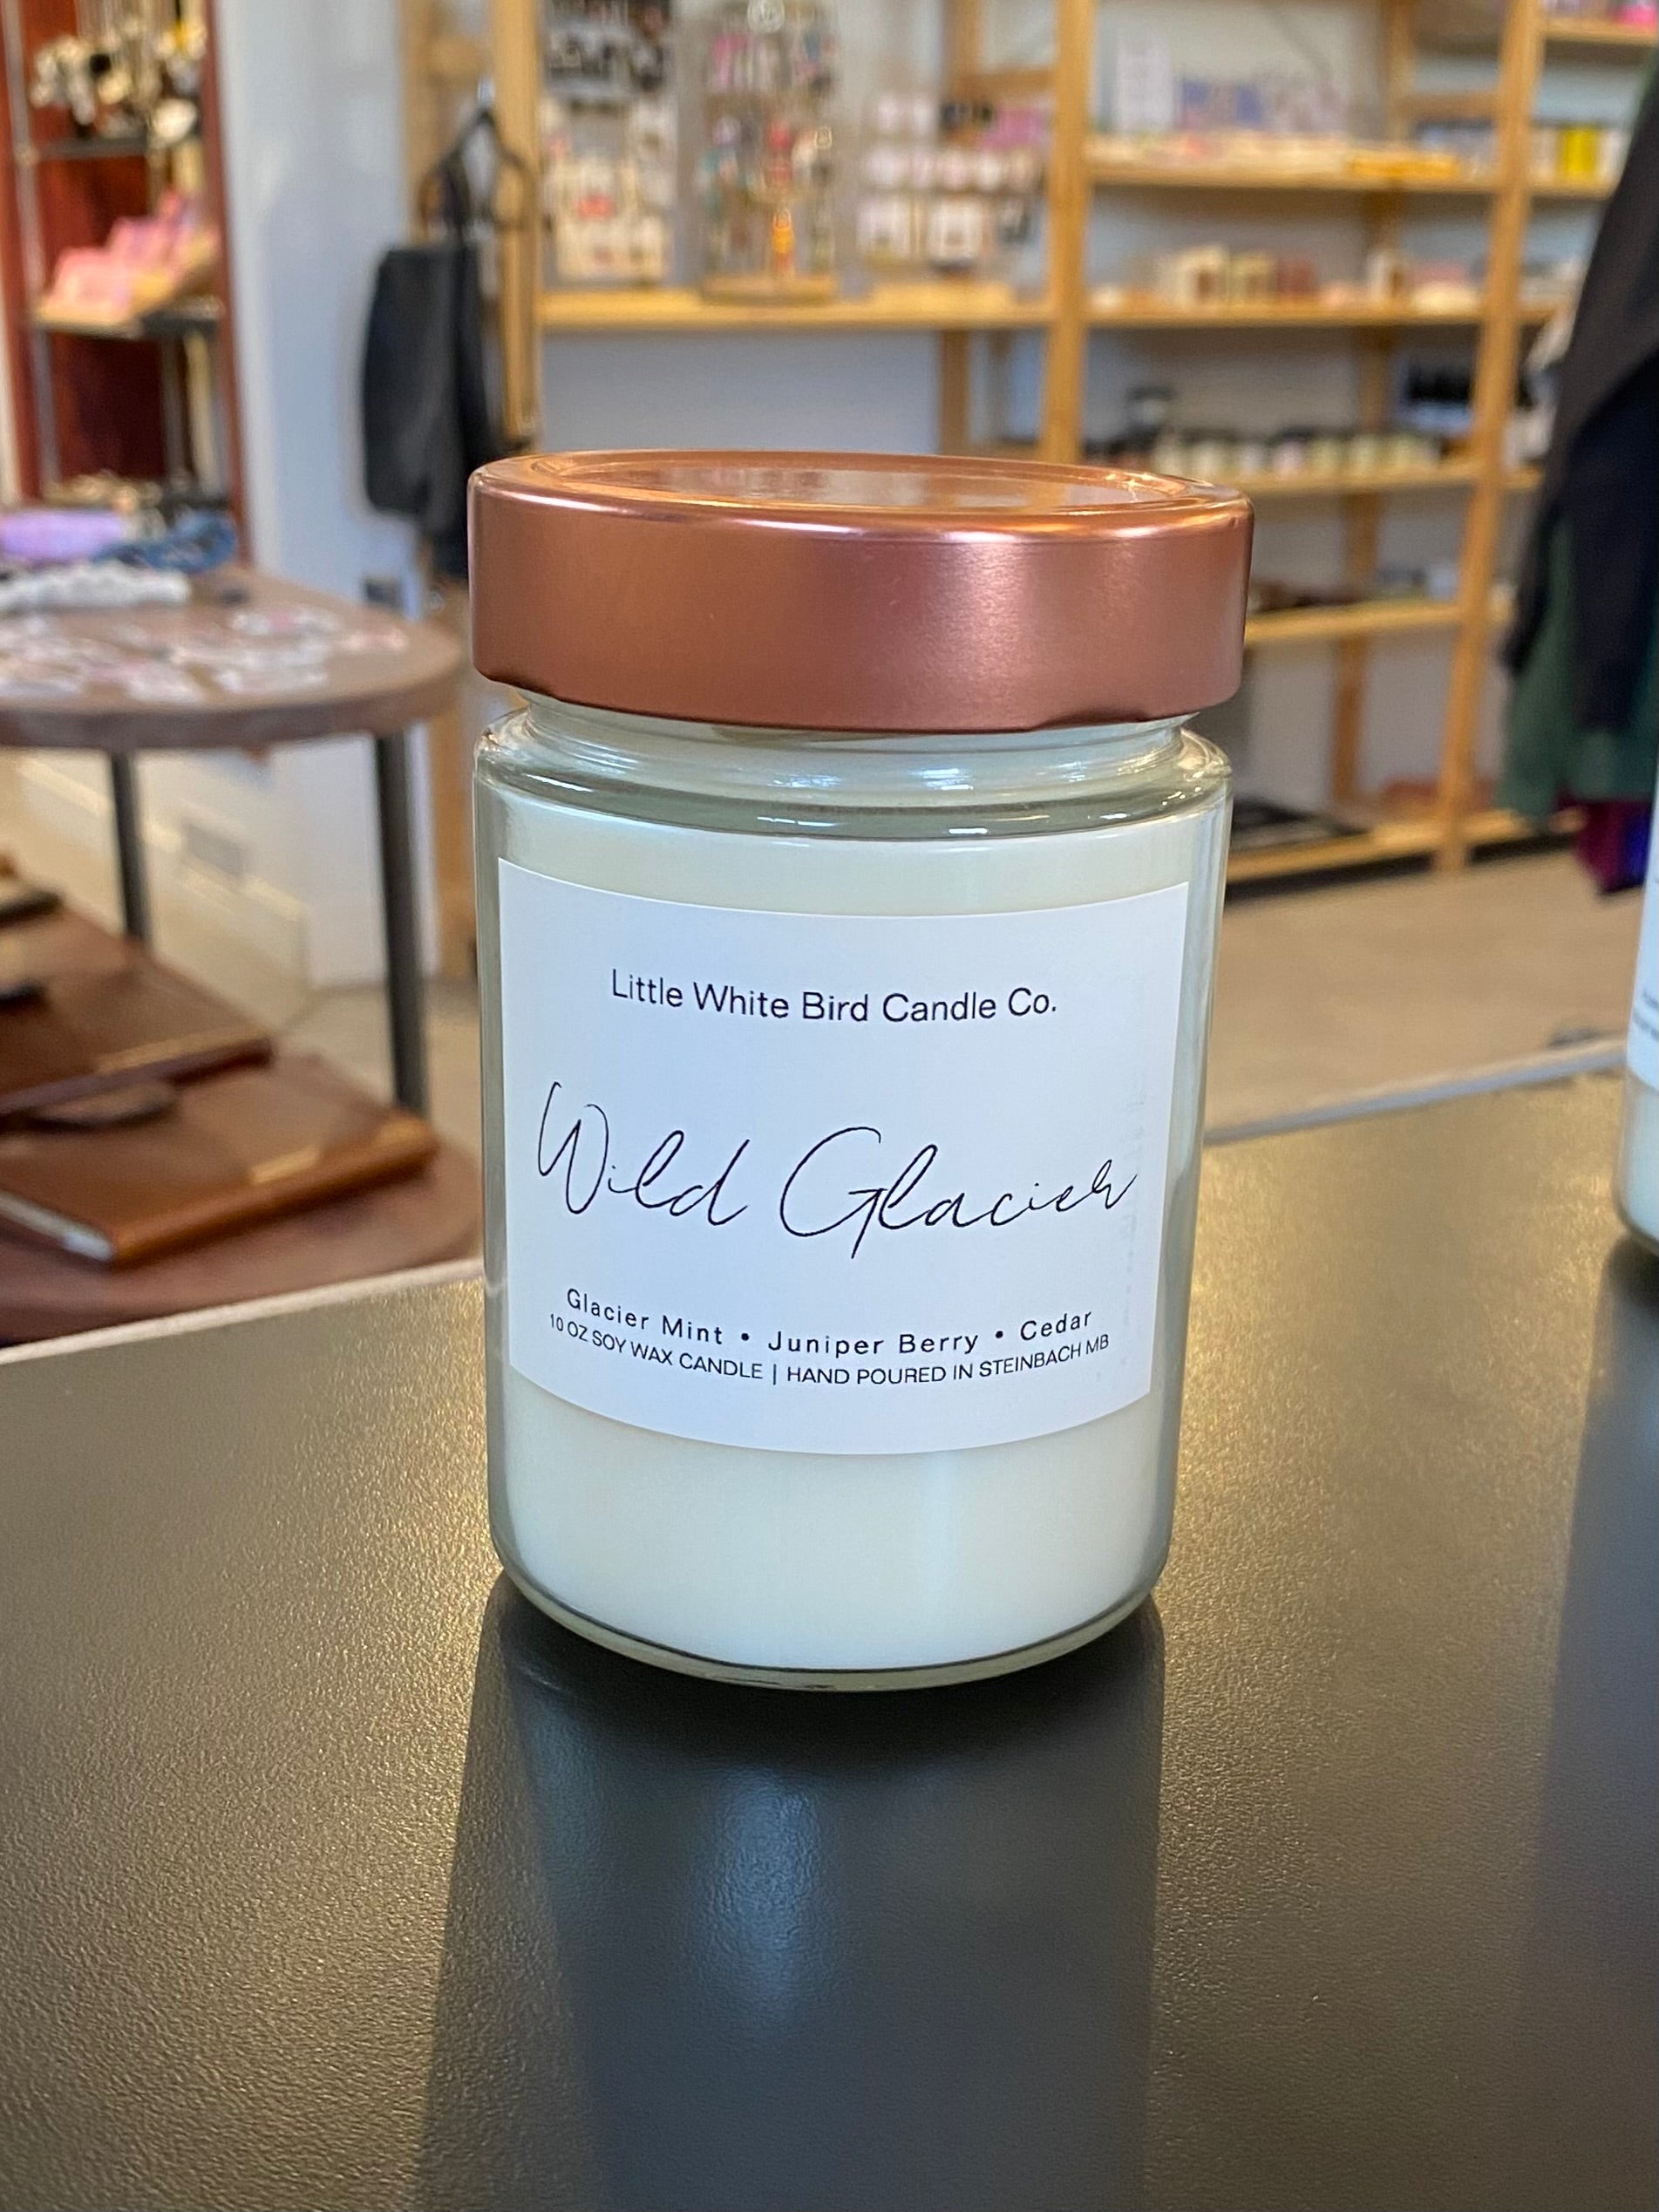 Little White Bird Candle Co.
Wild Glacier
Glacier Mint • Juniper Berry • Cedar
10 OZ SOY WAX CANDLE | HAND POURED IN STEINBACH MB